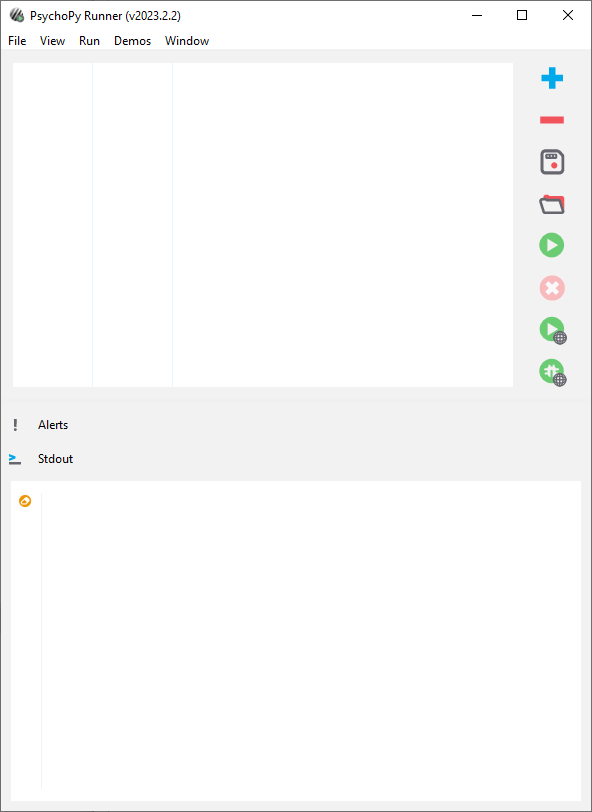 PsychoPy Runner (v2023.2.2)
File View Run Demos Window
Alerts
Stdout